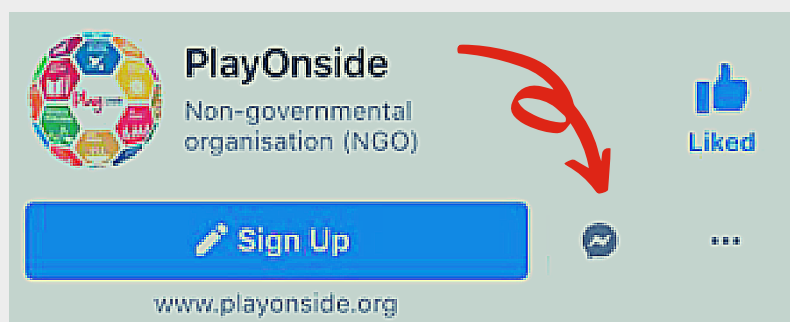 PlayOnside
Non-governmental
organisation (NGO)
Liked
Sign Up
www.playonside.org